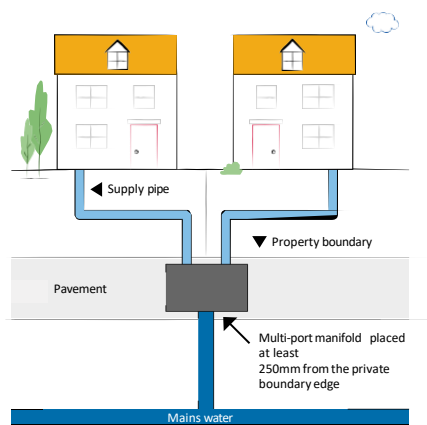 Supply pipe
Property boundary
Pavement
Multi-port manifold placed
at least
250mm from the private
boundary edge
Mains water